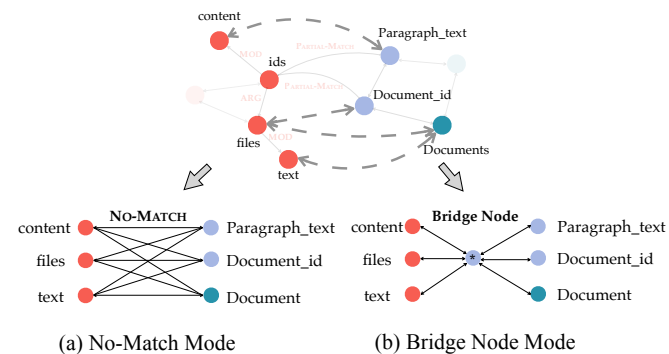 content
Paragraph_text
MOD
PARTIAL-MATCH
ids
ARG
PARTIAL-MATCH
Document_id
files
MOD
Documents
text
NO-MATCH
Bridge Node
content
Paragraph_text
content
Paragraph_text
files
Document_id
files
*
Document_id
text
Document
text
Document
(a) No-Match Mode
(b) Bridge Node Mode